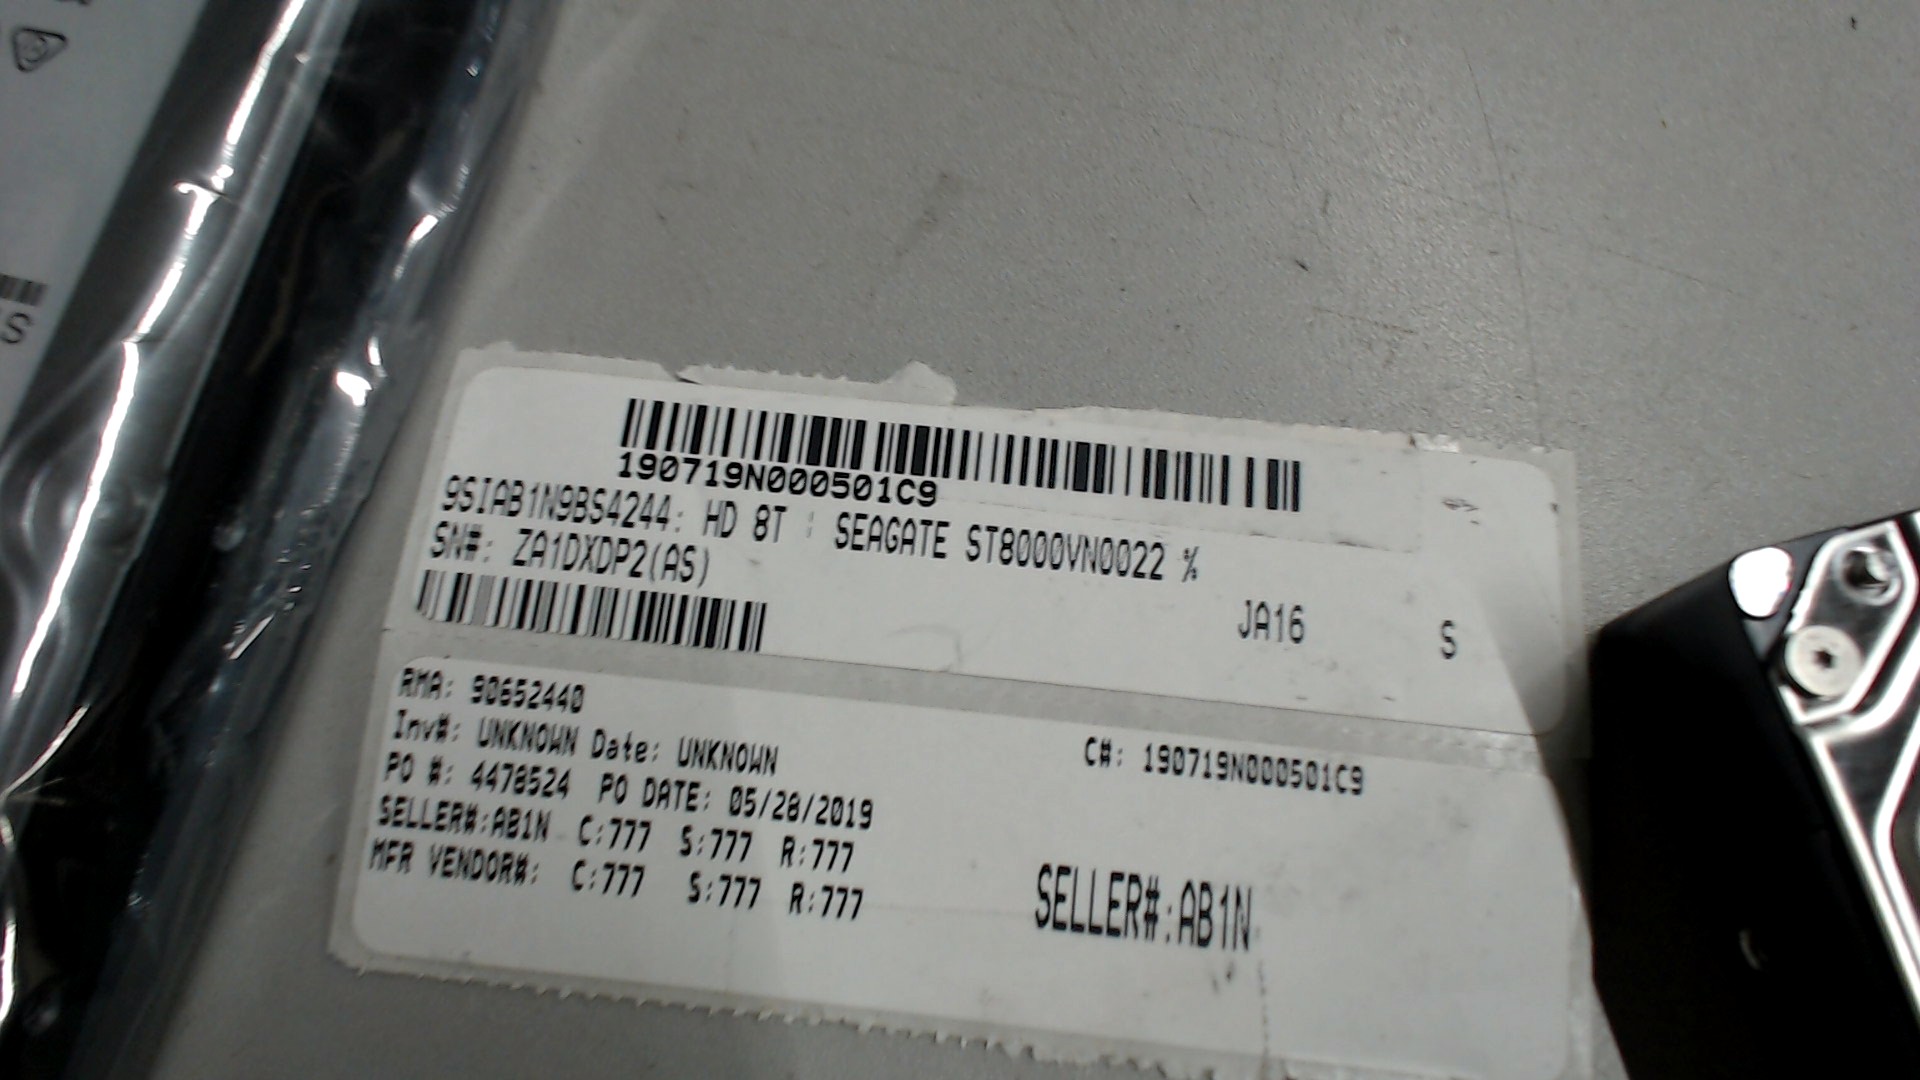 S
190719N000501C9
9SIAB1N9BS4244: HD 8T : SEAGATE ST8000VN0022 %
SN#: ZA1DXDP2(AS)
JA16 S
RMA: 90652440
Inv#: UNKNOWN Date: UNKNOWN
C#: 190719N000501C9
PO #: 4478524 PO DATE: 05/28/2019
SELLER#:AB1N C:777 S:777 R:777
MFR VENDOR#: C:777 S:777 R:777
SELLER#:AB1N